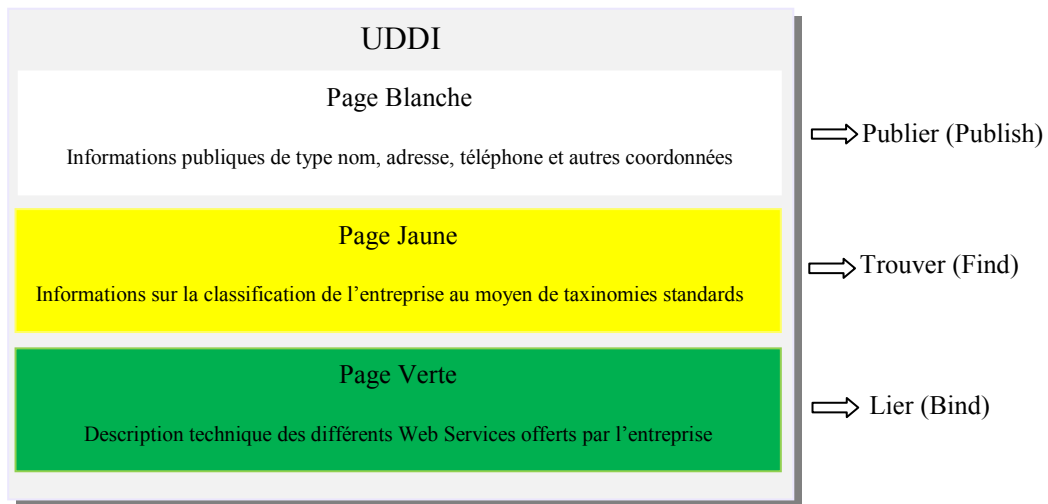 UDDI
Page Blanche
Informations publiques de type nom, adresse, téléphone et autres coordonnées
Publier (Publish)
Page Jaune
Informations sur la classification de l’entreprise au moyen de taxinomies standards
Trouver (Find)
Page Verte
Description technique des différents Web Services offerts par l’entreprise
Lier (Bind)